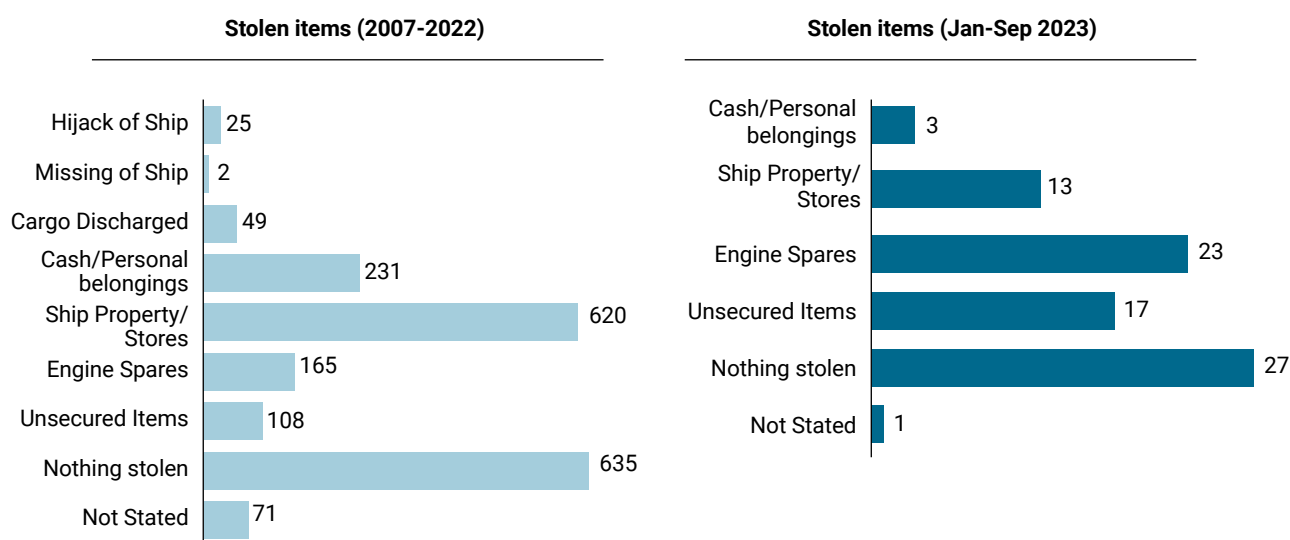 Stolen items (2007-2022)
Hijack of Ship 25
Missing of Ship 2
Cargo Discharged 49
Cash/Personal
belongings 231
Ship Property/
Stores 620
Engine Spares 165
Unsecured Items 108
Nothing stolen 635
Not Stated 71
Stolen items (Jan-Sep 2023)
Cash/Personal
belongings 3
Ship Property/
Stores 13
Engine Spares 23
Unsecured Items 17
Nothing stolen 27
Not Stated 1